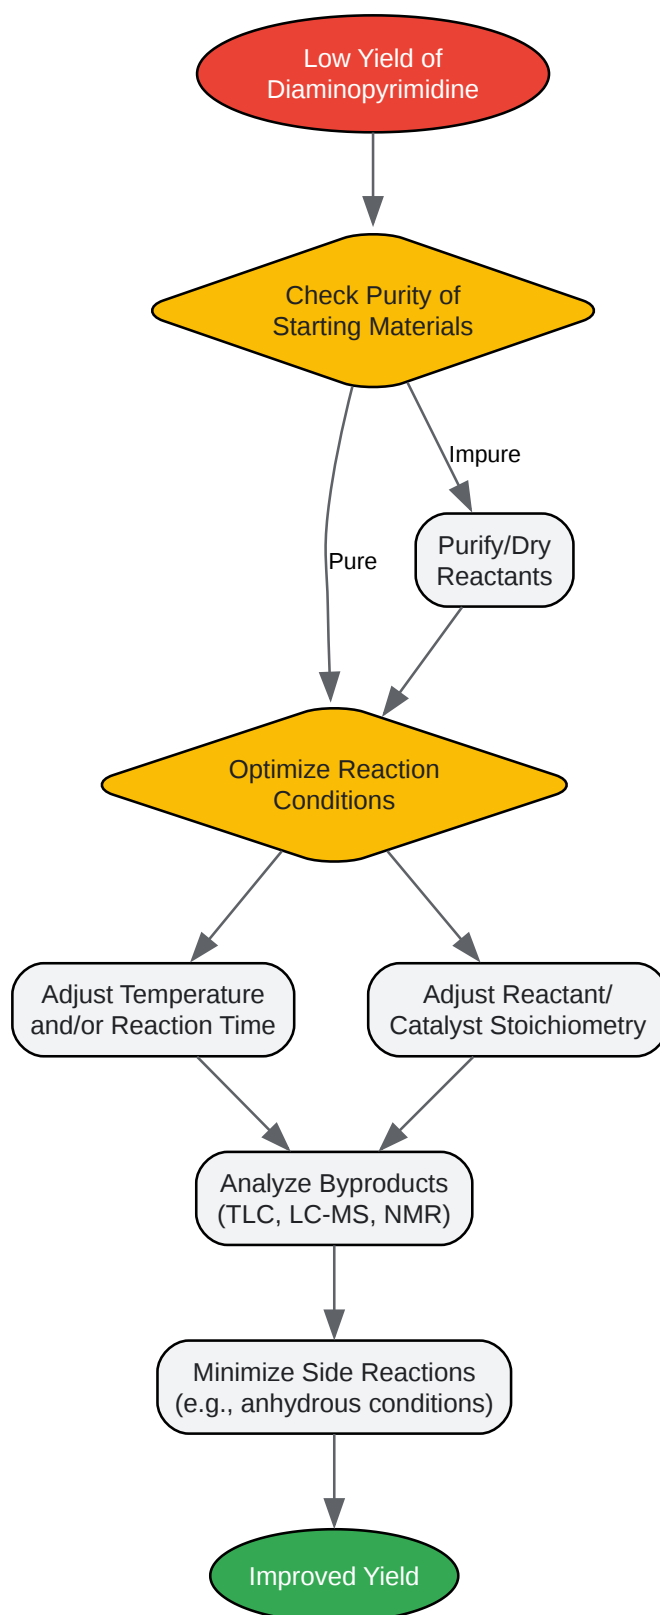 Low Yield of
Diaminopyrimidine
Check Purity of
Starting Materials
Impure
Purify/Dry
Reactants
Pure
Optimize Reaction
Conditions
Adjust Temperature
and/or Reaction Time
Adjust Reactant/
Catalyst Stoichiometry
Analyze Byproducts
(TLC, LC-MS, NMR)
Minimize Side Reactions
(e.g., anhydrous conditions)
Improved Yield